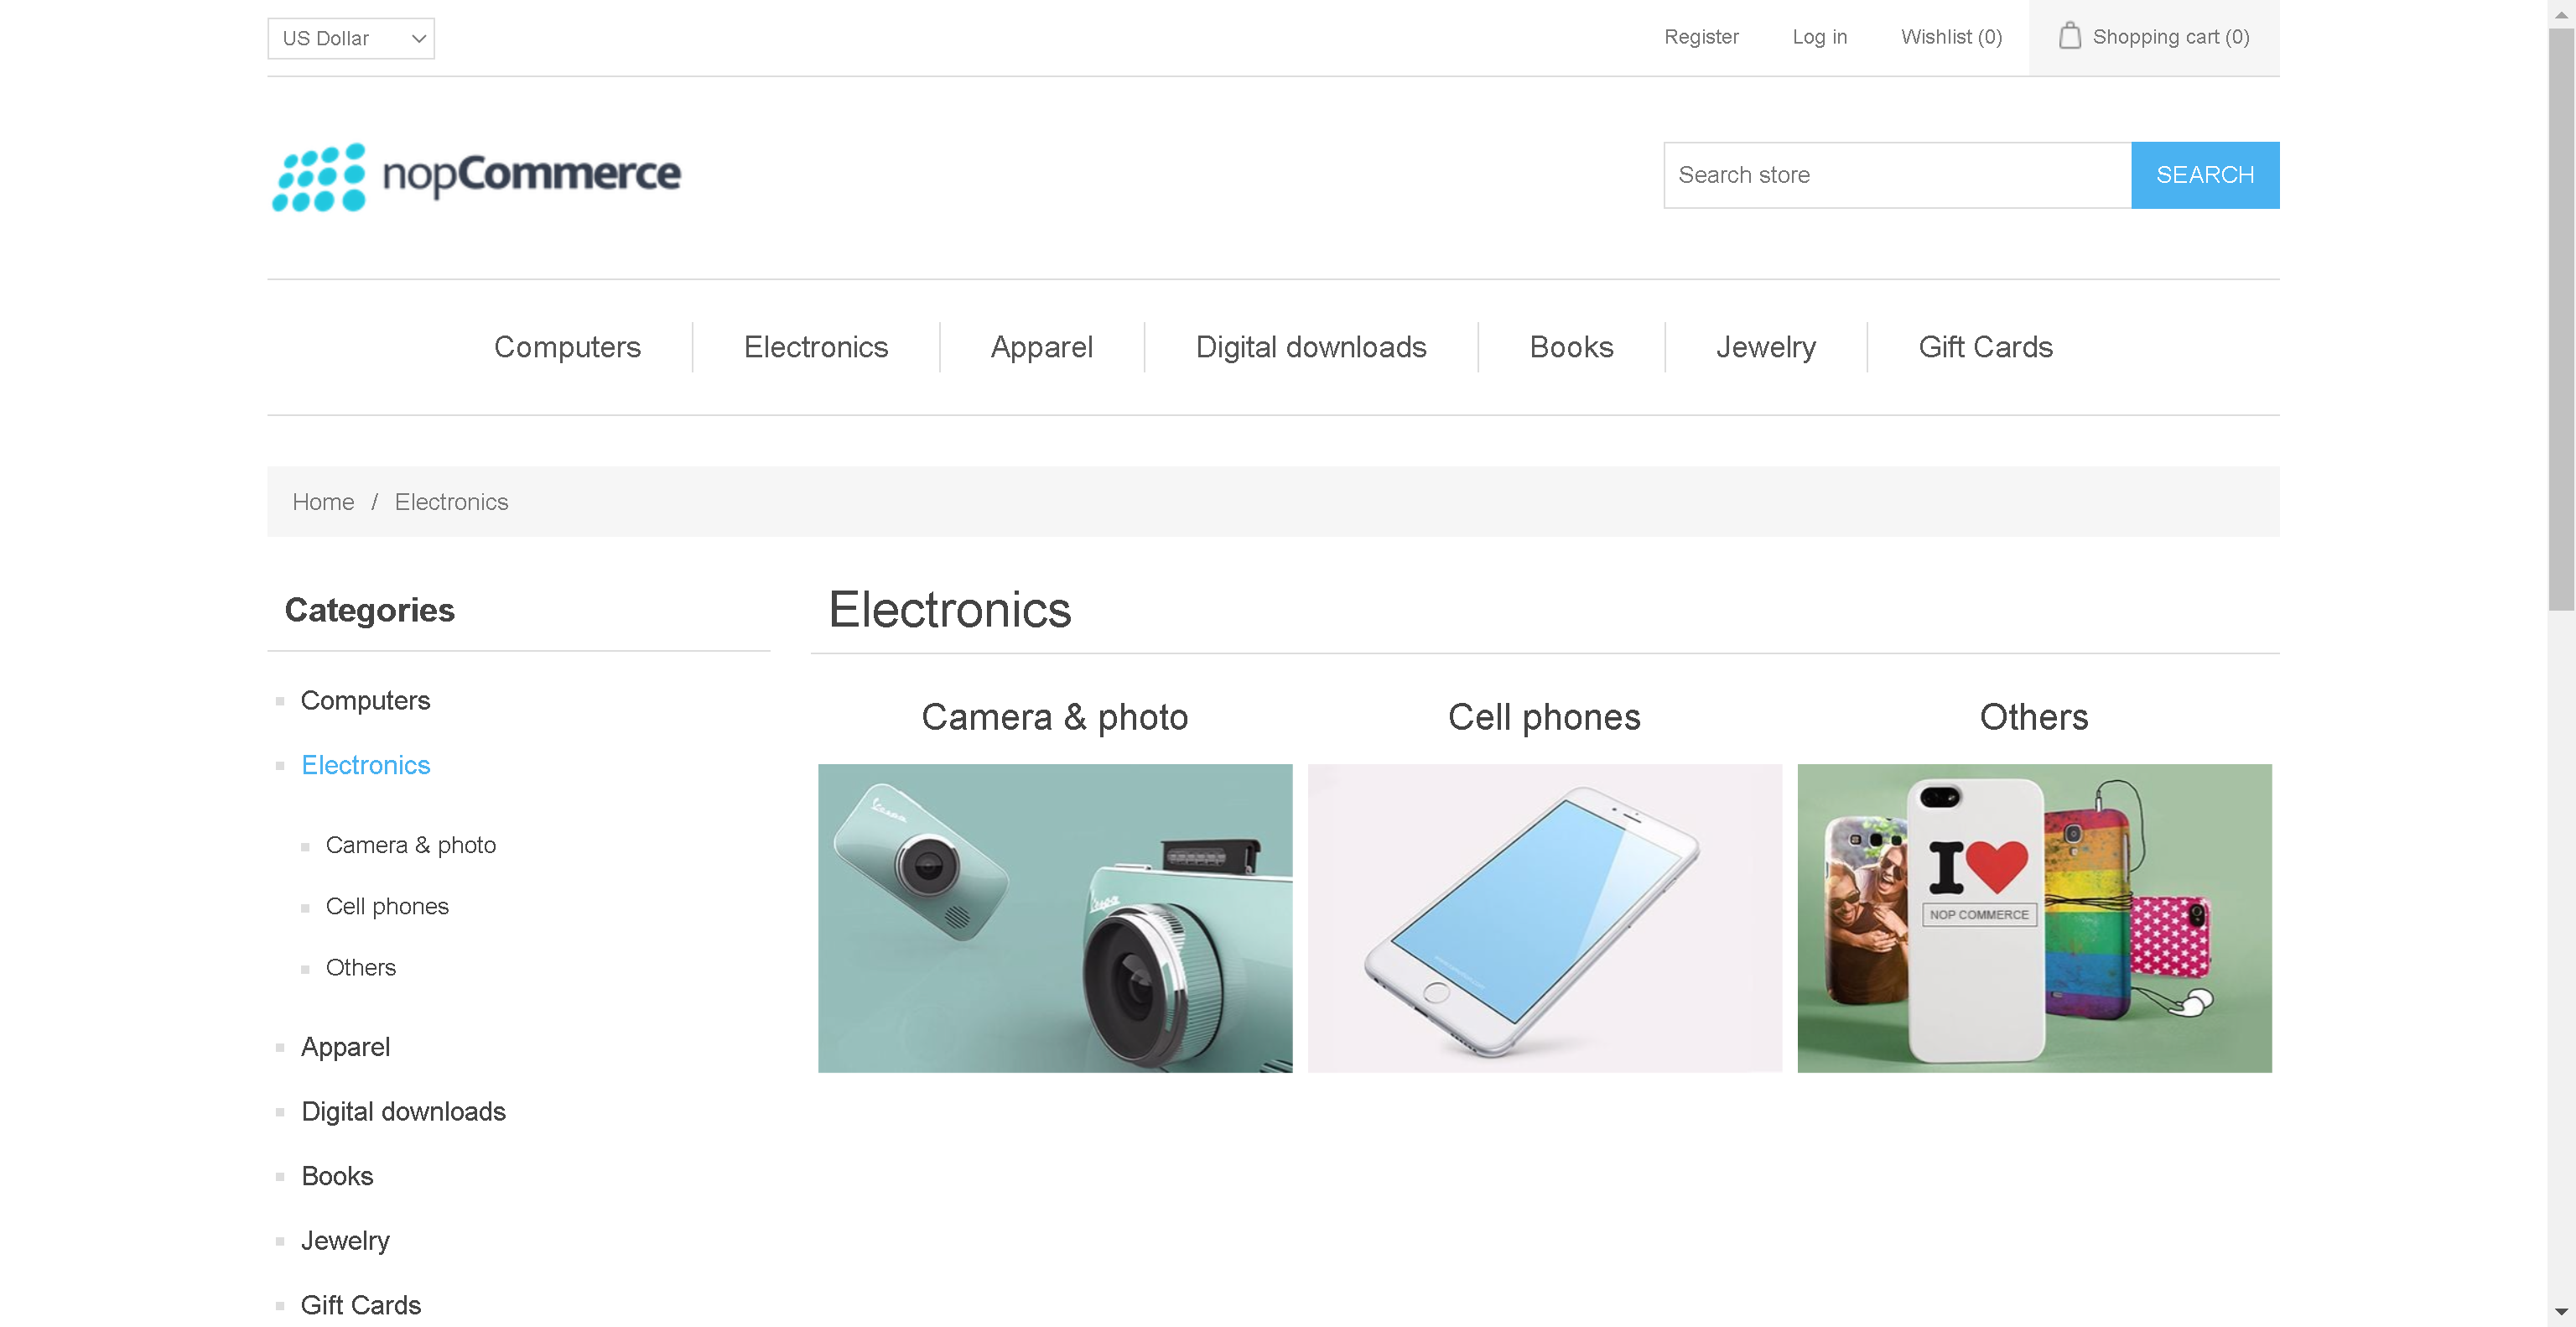 US Dollar
Register
Log in
Wishlist (0)
Shopping cart (0)
nopCommerce
Search store
SEARCH
Computers
Electronics
Apparel
Digital downloads
Books
Jewelry
Gift Cards
Home / Electronics
Categories
Computers
Electronics
Camera & photo
Cell phones
Others
Apparel
Digital downloads
Books
Jewelry
Gift Cards
Electronics
Camera & photo
Vespa
Vespa
Cell phones
Others
I
NOP COMMERCE